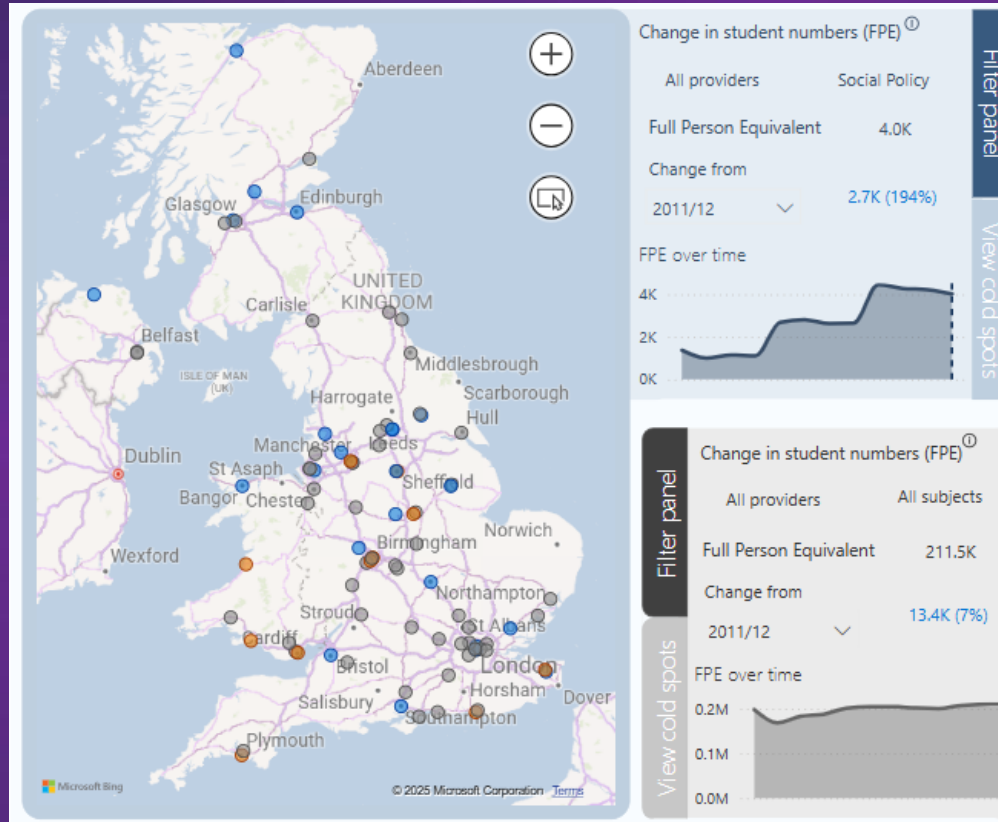 Aberdeen
Glasgow
Edinburgh
UNITED
KINGDOM
Carlisle
Belfast
ISLE OF MAN
(UK)
Middlesbrough
Scarborough
Harrogate
Hull
Manchester
Leeds
Dublin
St Asaph
Sheffield
Bangor
Chester
Norwich
Wexford
Birmingham
Northampton
Stroud
St Albans
Cardiff
Bristol
London
Salisbury
Horsham
Dover
Southampton
Plymouth
Microsoft Bing
© 2025 Microsoft Corporation Terms
Change in student numbers (FPE)
All providers Social Policy
Full Person Equivalent 4.0K
Change from
2011/12
2.7K (194%)
FPE over time
4K
2K
0K
Filter panel
View cold spots
Filter panel
View cold spots
Change in student numbers (FPE)
All providers All subjects
Full Person Equivalent 211.5K
Change from
2011/12
13.4K (7%)
FPE over time
0.2M
0.1M
0.0M